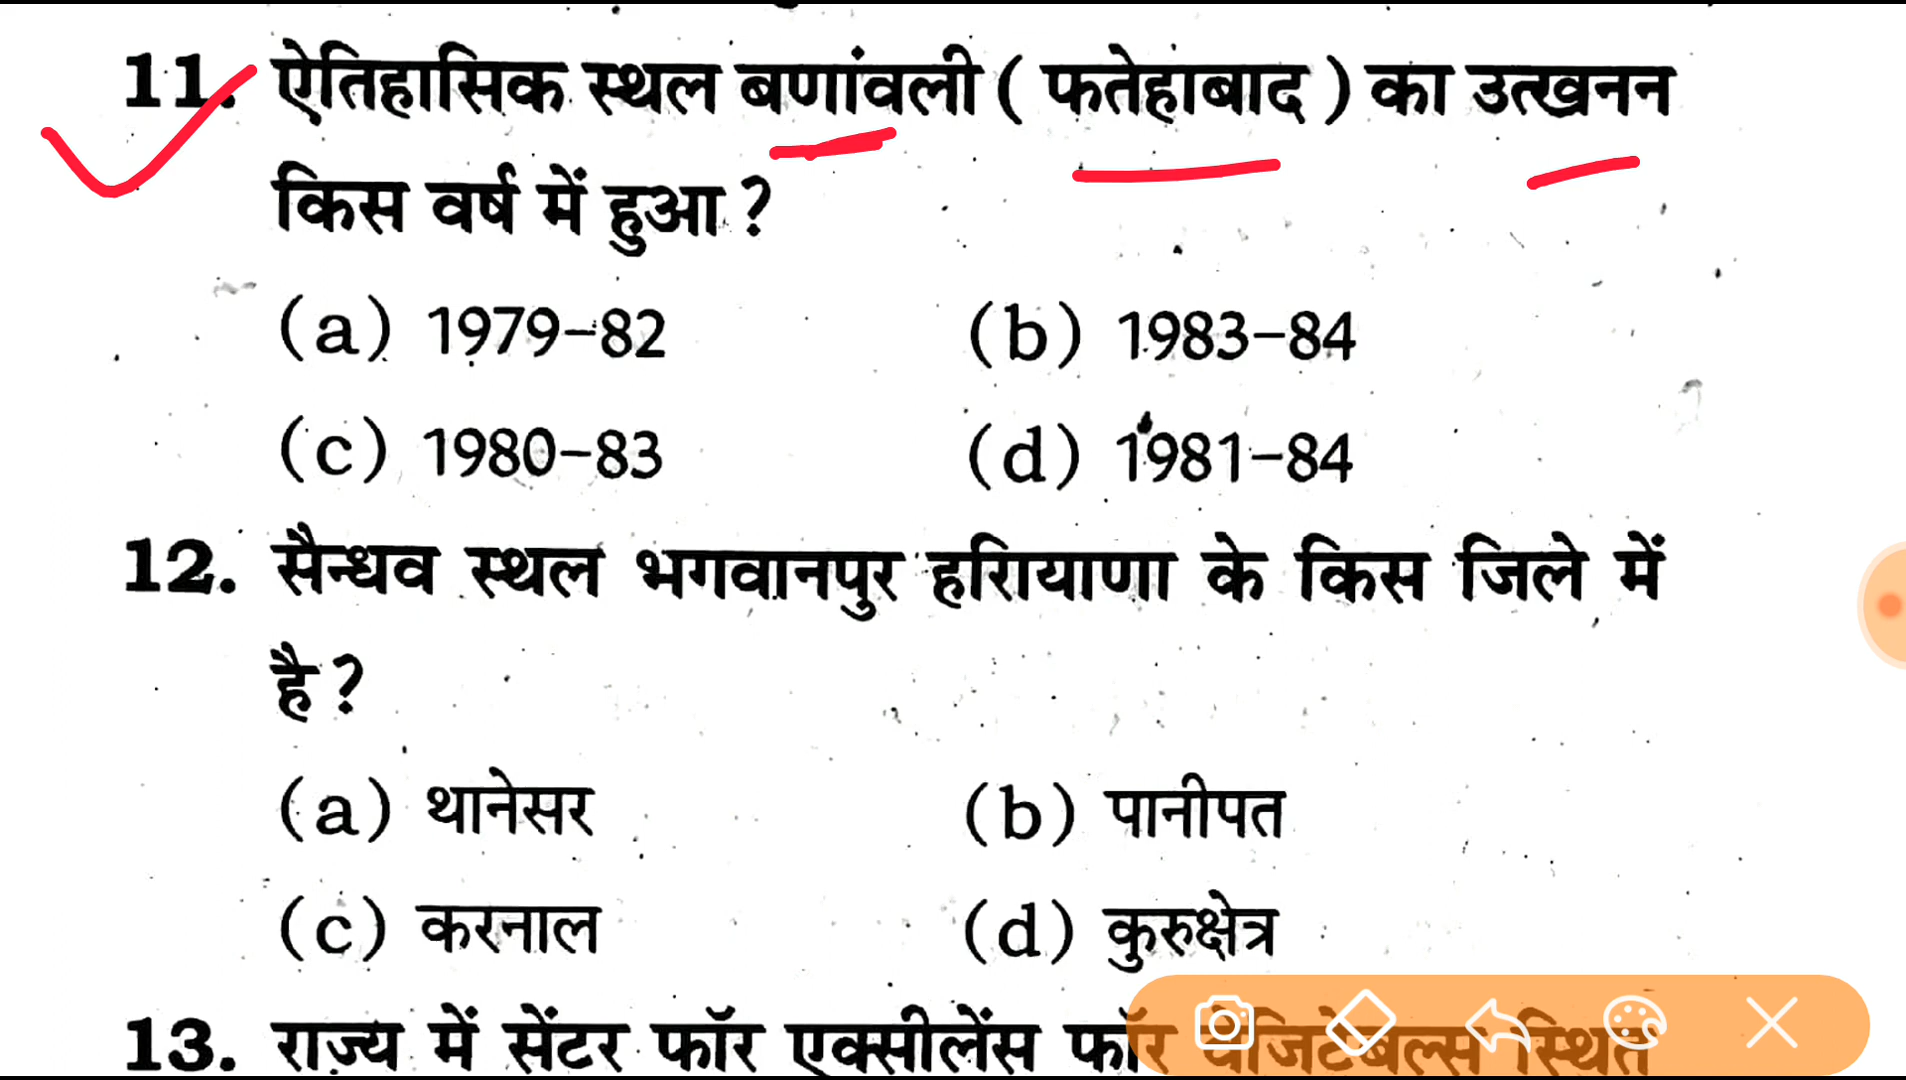 11. ऐतिहासिक स्थल बणांवली ( फतेहाबाद ) का उत्खनन
किस वर्ष में हुआ ?
(a) 1979–82 (b) 1983–84
(c) 1980–83 (d) 1981–84
12. सैन्धव स्थल भगवानपुर हरियाणा के किस जिले में
है ?
(a) थानेसर (b) पानीपत
(c) करनाल (d) कुरुक्षेत्र
13. राज्य में सेंटर फॉर एक्सीलेंस फॉर वेजिटेबल्स स्थित